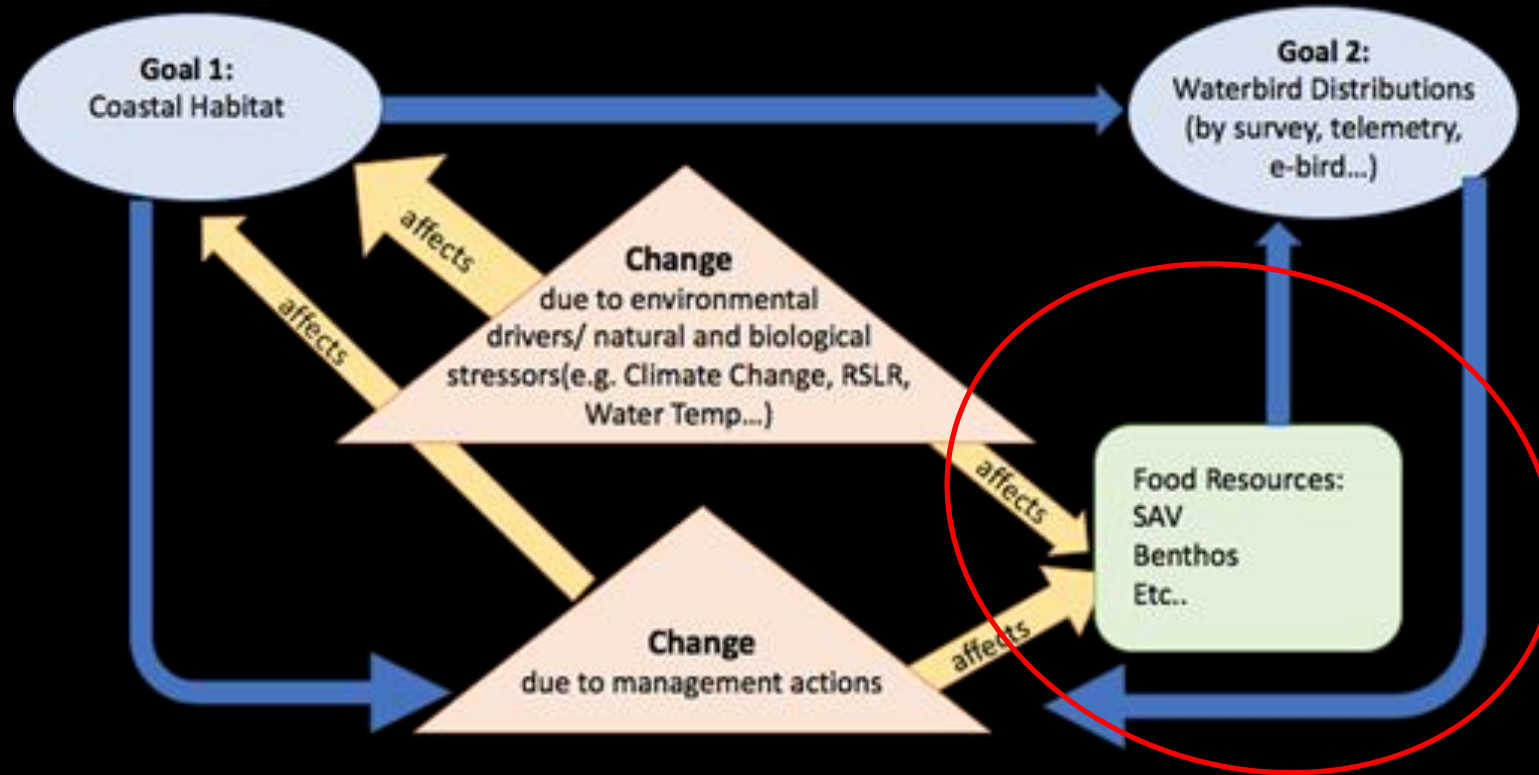 Goal 1:
Coastal Habitat
Goal 2:
Waterbird Distributions
(by survey, telemetry,
e-bird...)
affects
affects
Change
due to environmental
drivers/ natural and biological
stressors(e.g. Climate Change, RSLR,
Water Temp...)
affects
Food Resources:
SAV
Benthos
Etc..
affects
Change
due to management actions